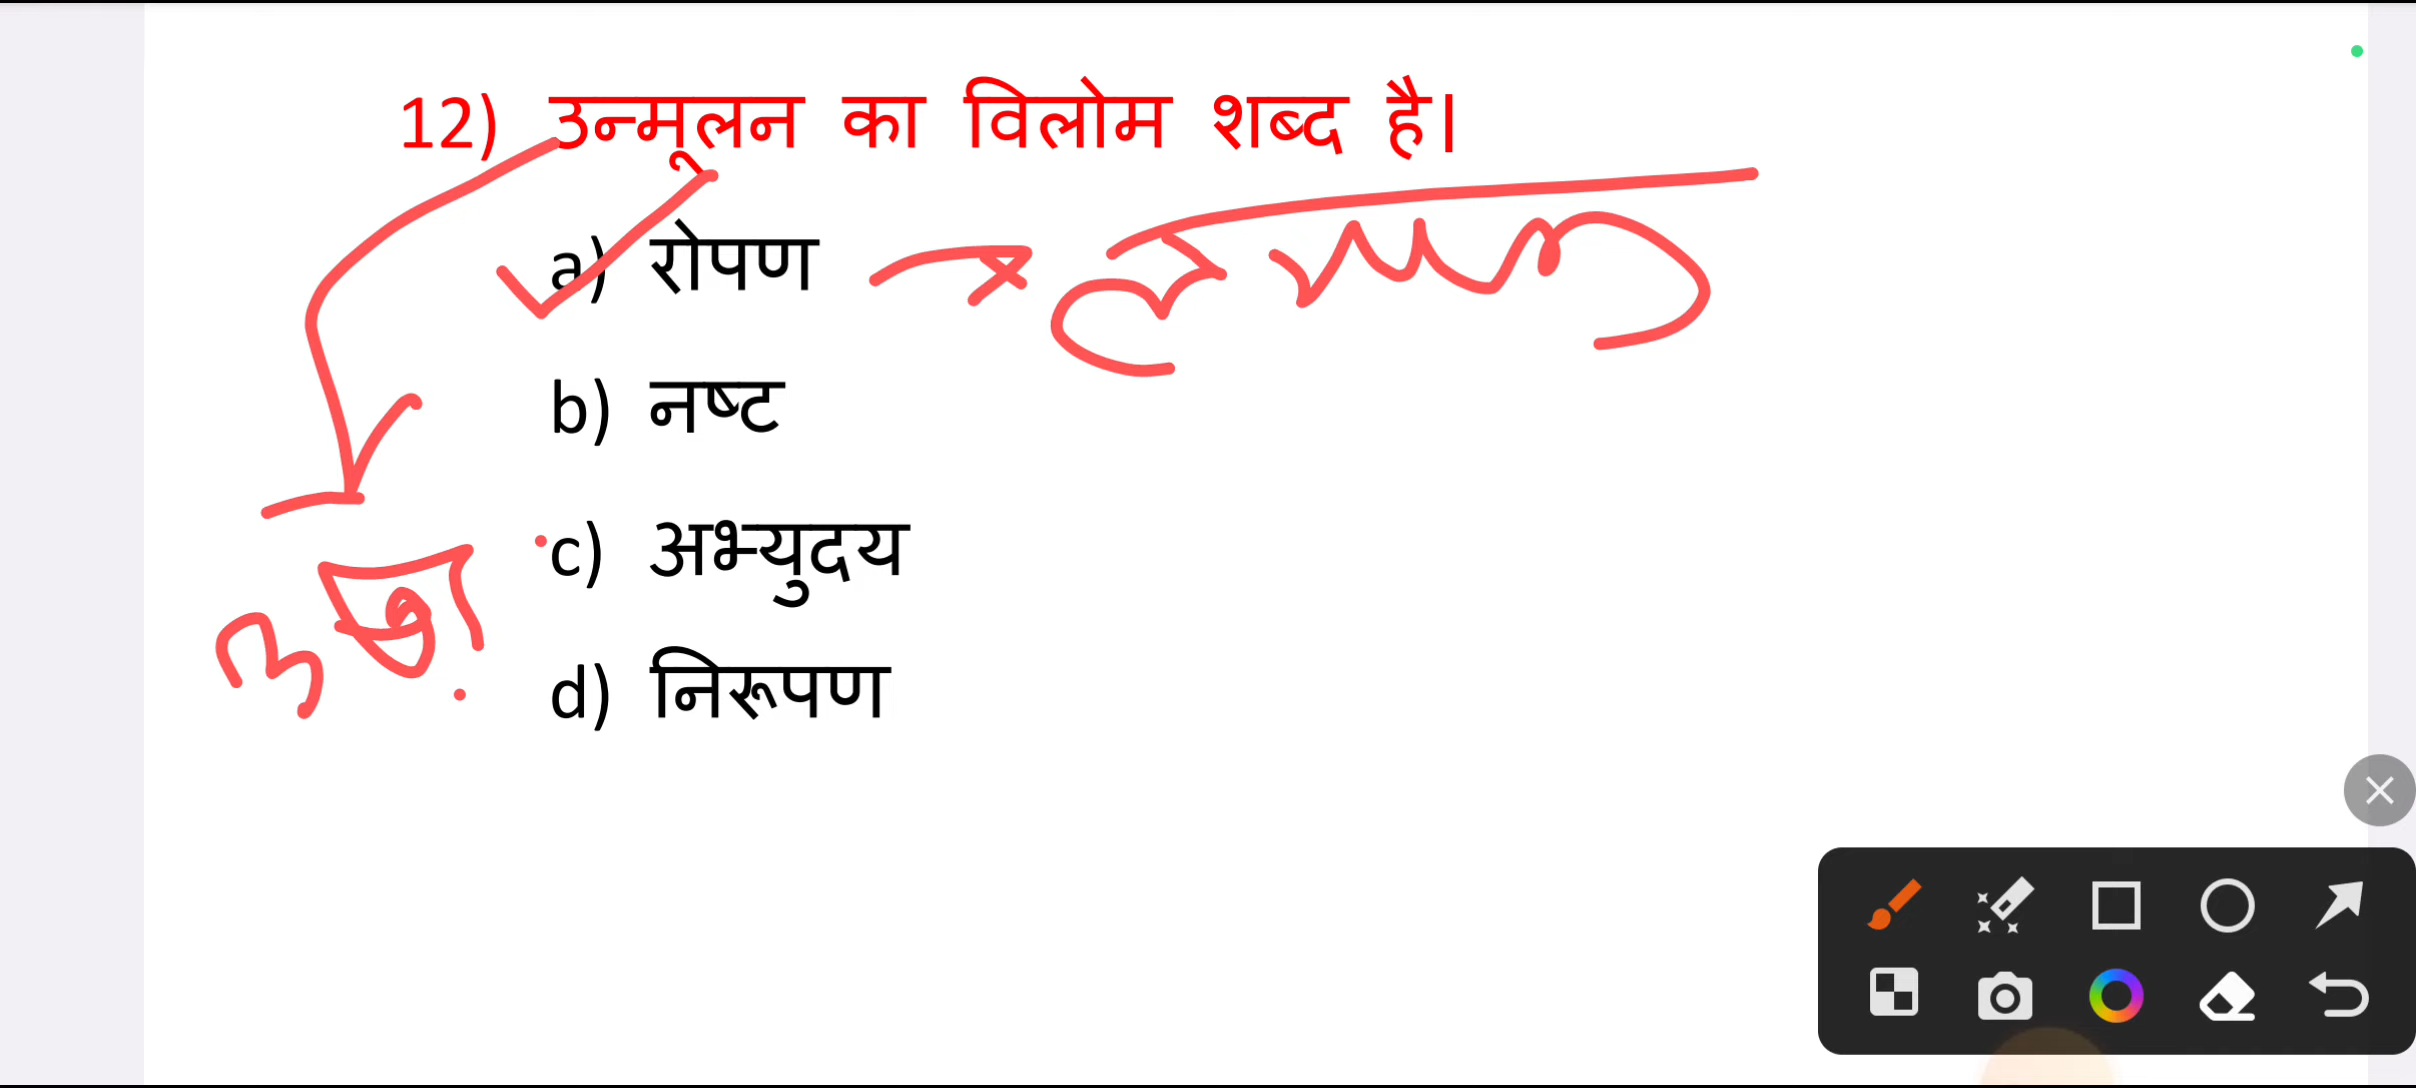 12) उन्मूलन का विलोम शब्द है।
a) रोपण
b) नष्ट
c) अभ्युदय
d) निरूपण